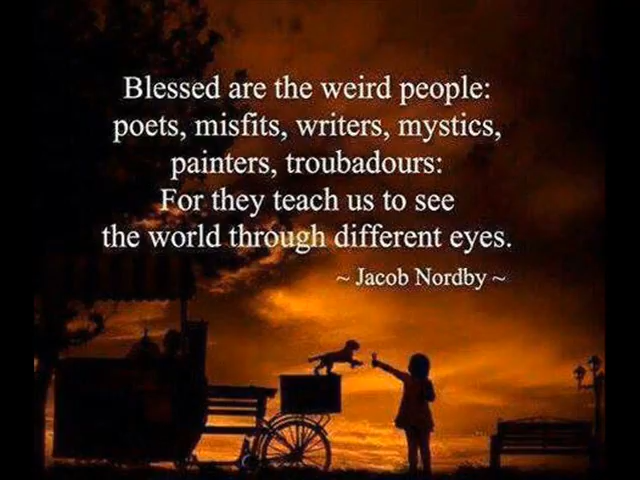 Blessed are the weird people:
poets, misfits, writers, mystics,
painters, troubadours:
For they teach us to see
the world through different eyes.
~ Jacob Nordby ~